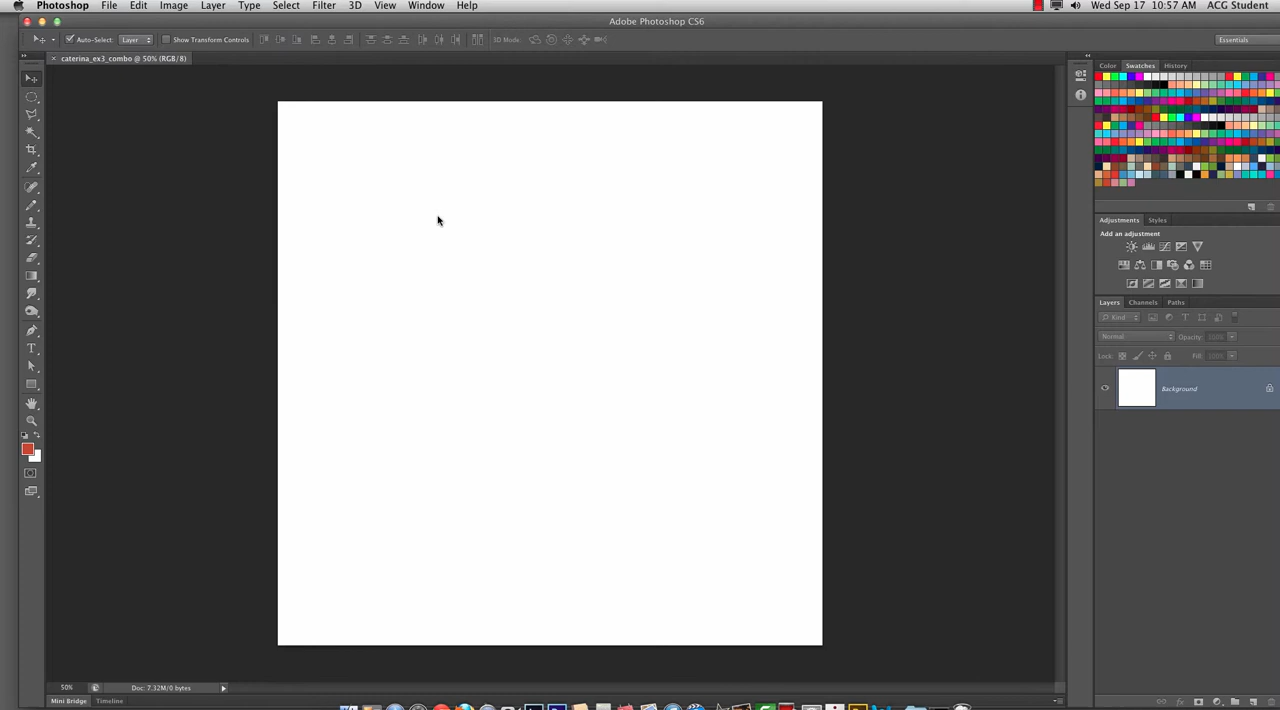 Photoshop File Edit Image Layer Type Select Filter 3D View Window Help Wed Sep 17 10:57 AM ACG Student
Adobe Photoshop CS6
Auto-Select: Layer Show Transform Controls 3D Mode: Essentials
× caterina_ex3_combo @ 50% (RGB/8)
Color Swatches History
Adjustments Styles
Add an adjustment
Layers Channels Paths
Kind
Normal Opacity: 100%
Lock: Fill: 100%
Background
50% Doc: 7.32M/0 bytes
Mini Bridge Timeline